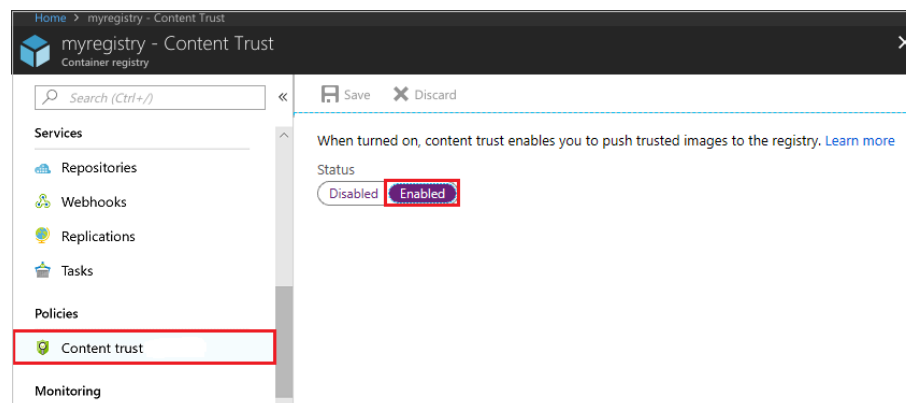 Home > myregistry - Content Trust
myregistry - Content Trust
Container registry
Search (Ctrl+/)
Save Discard
Services
Repositories
Webhooks
Replications
Tasks
Policies
Content trust
Monitoring
When turned on, content trust enables you to push trusted images to the registry. Learn more
Status
Disabled Enabled